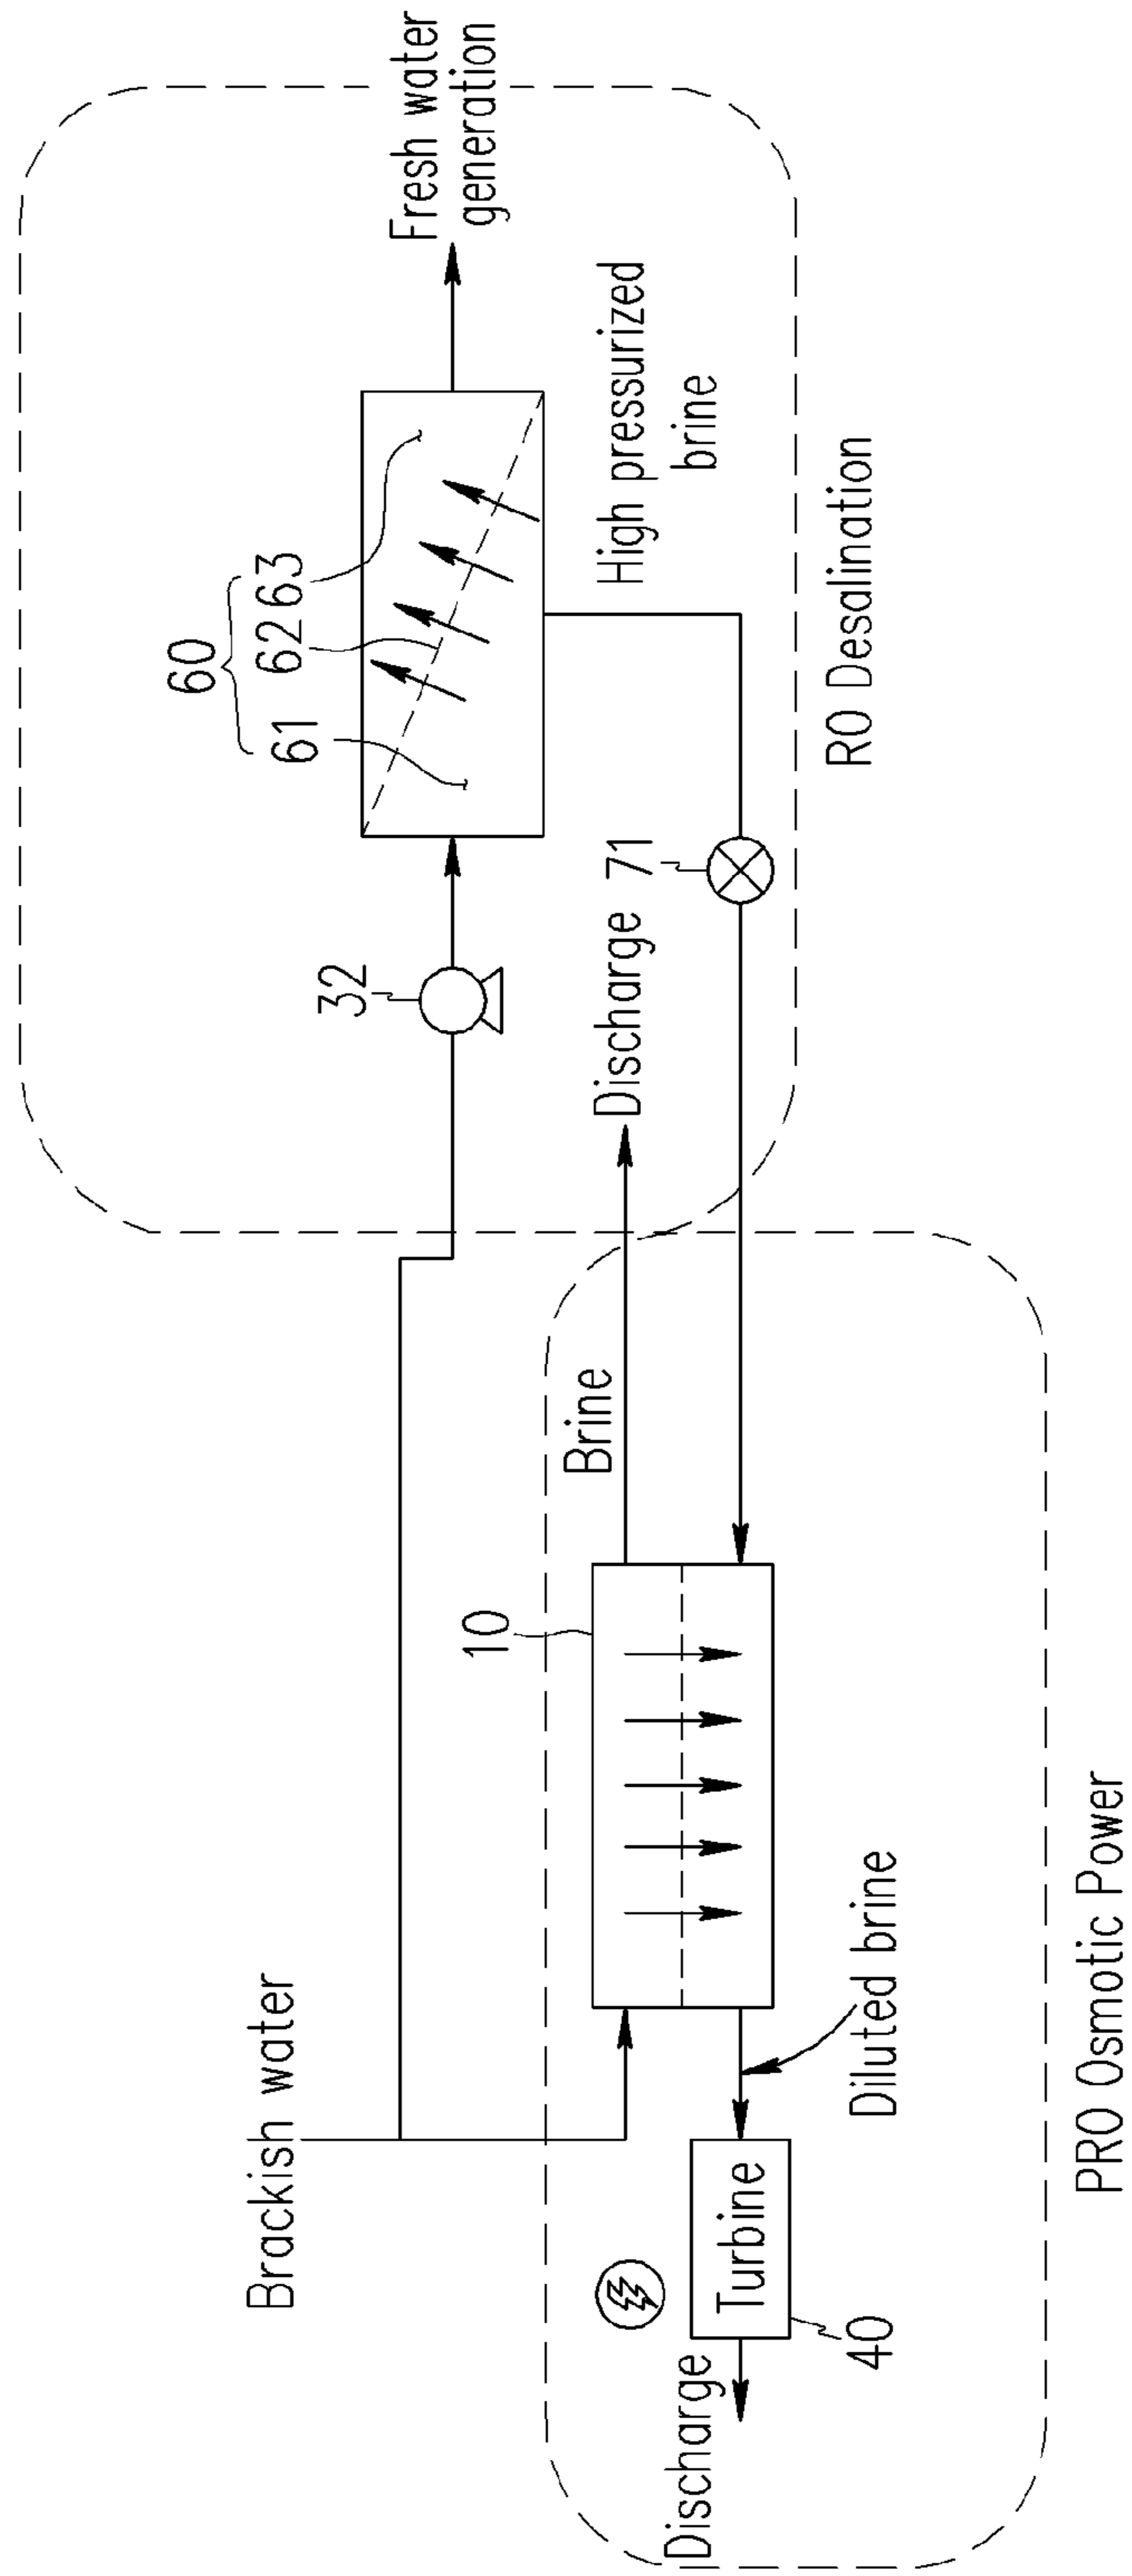 Brackish water
60
61
62
63
32
Fresh water
generation
High pressurized
brine
Discharge
71
RO Desalination
10
Brine
Discharge
Turbine
40
Diluted brine
PRO Osmotic Power